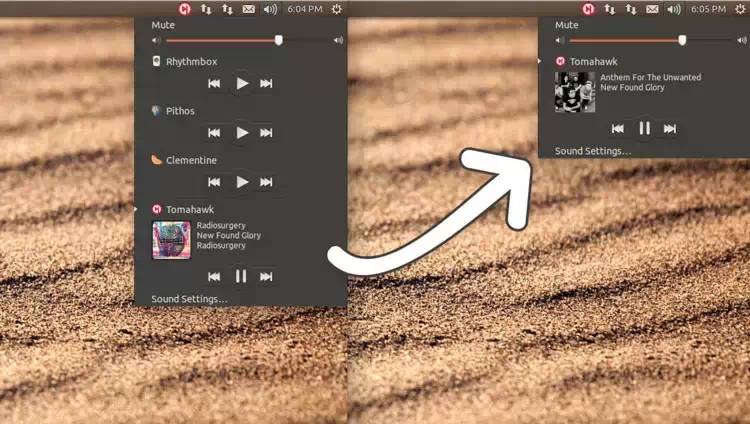 6:04 PM
Mute
Rhythmbox
Pithos
Clementine
Tomahawk
Radiosurgery
New Found Glory
Radiosurgery
Sound Settings...
6:05 PM
Mute
Tomahawk
Anthem For The Unwanted
New Found Glory
Sound Settings...